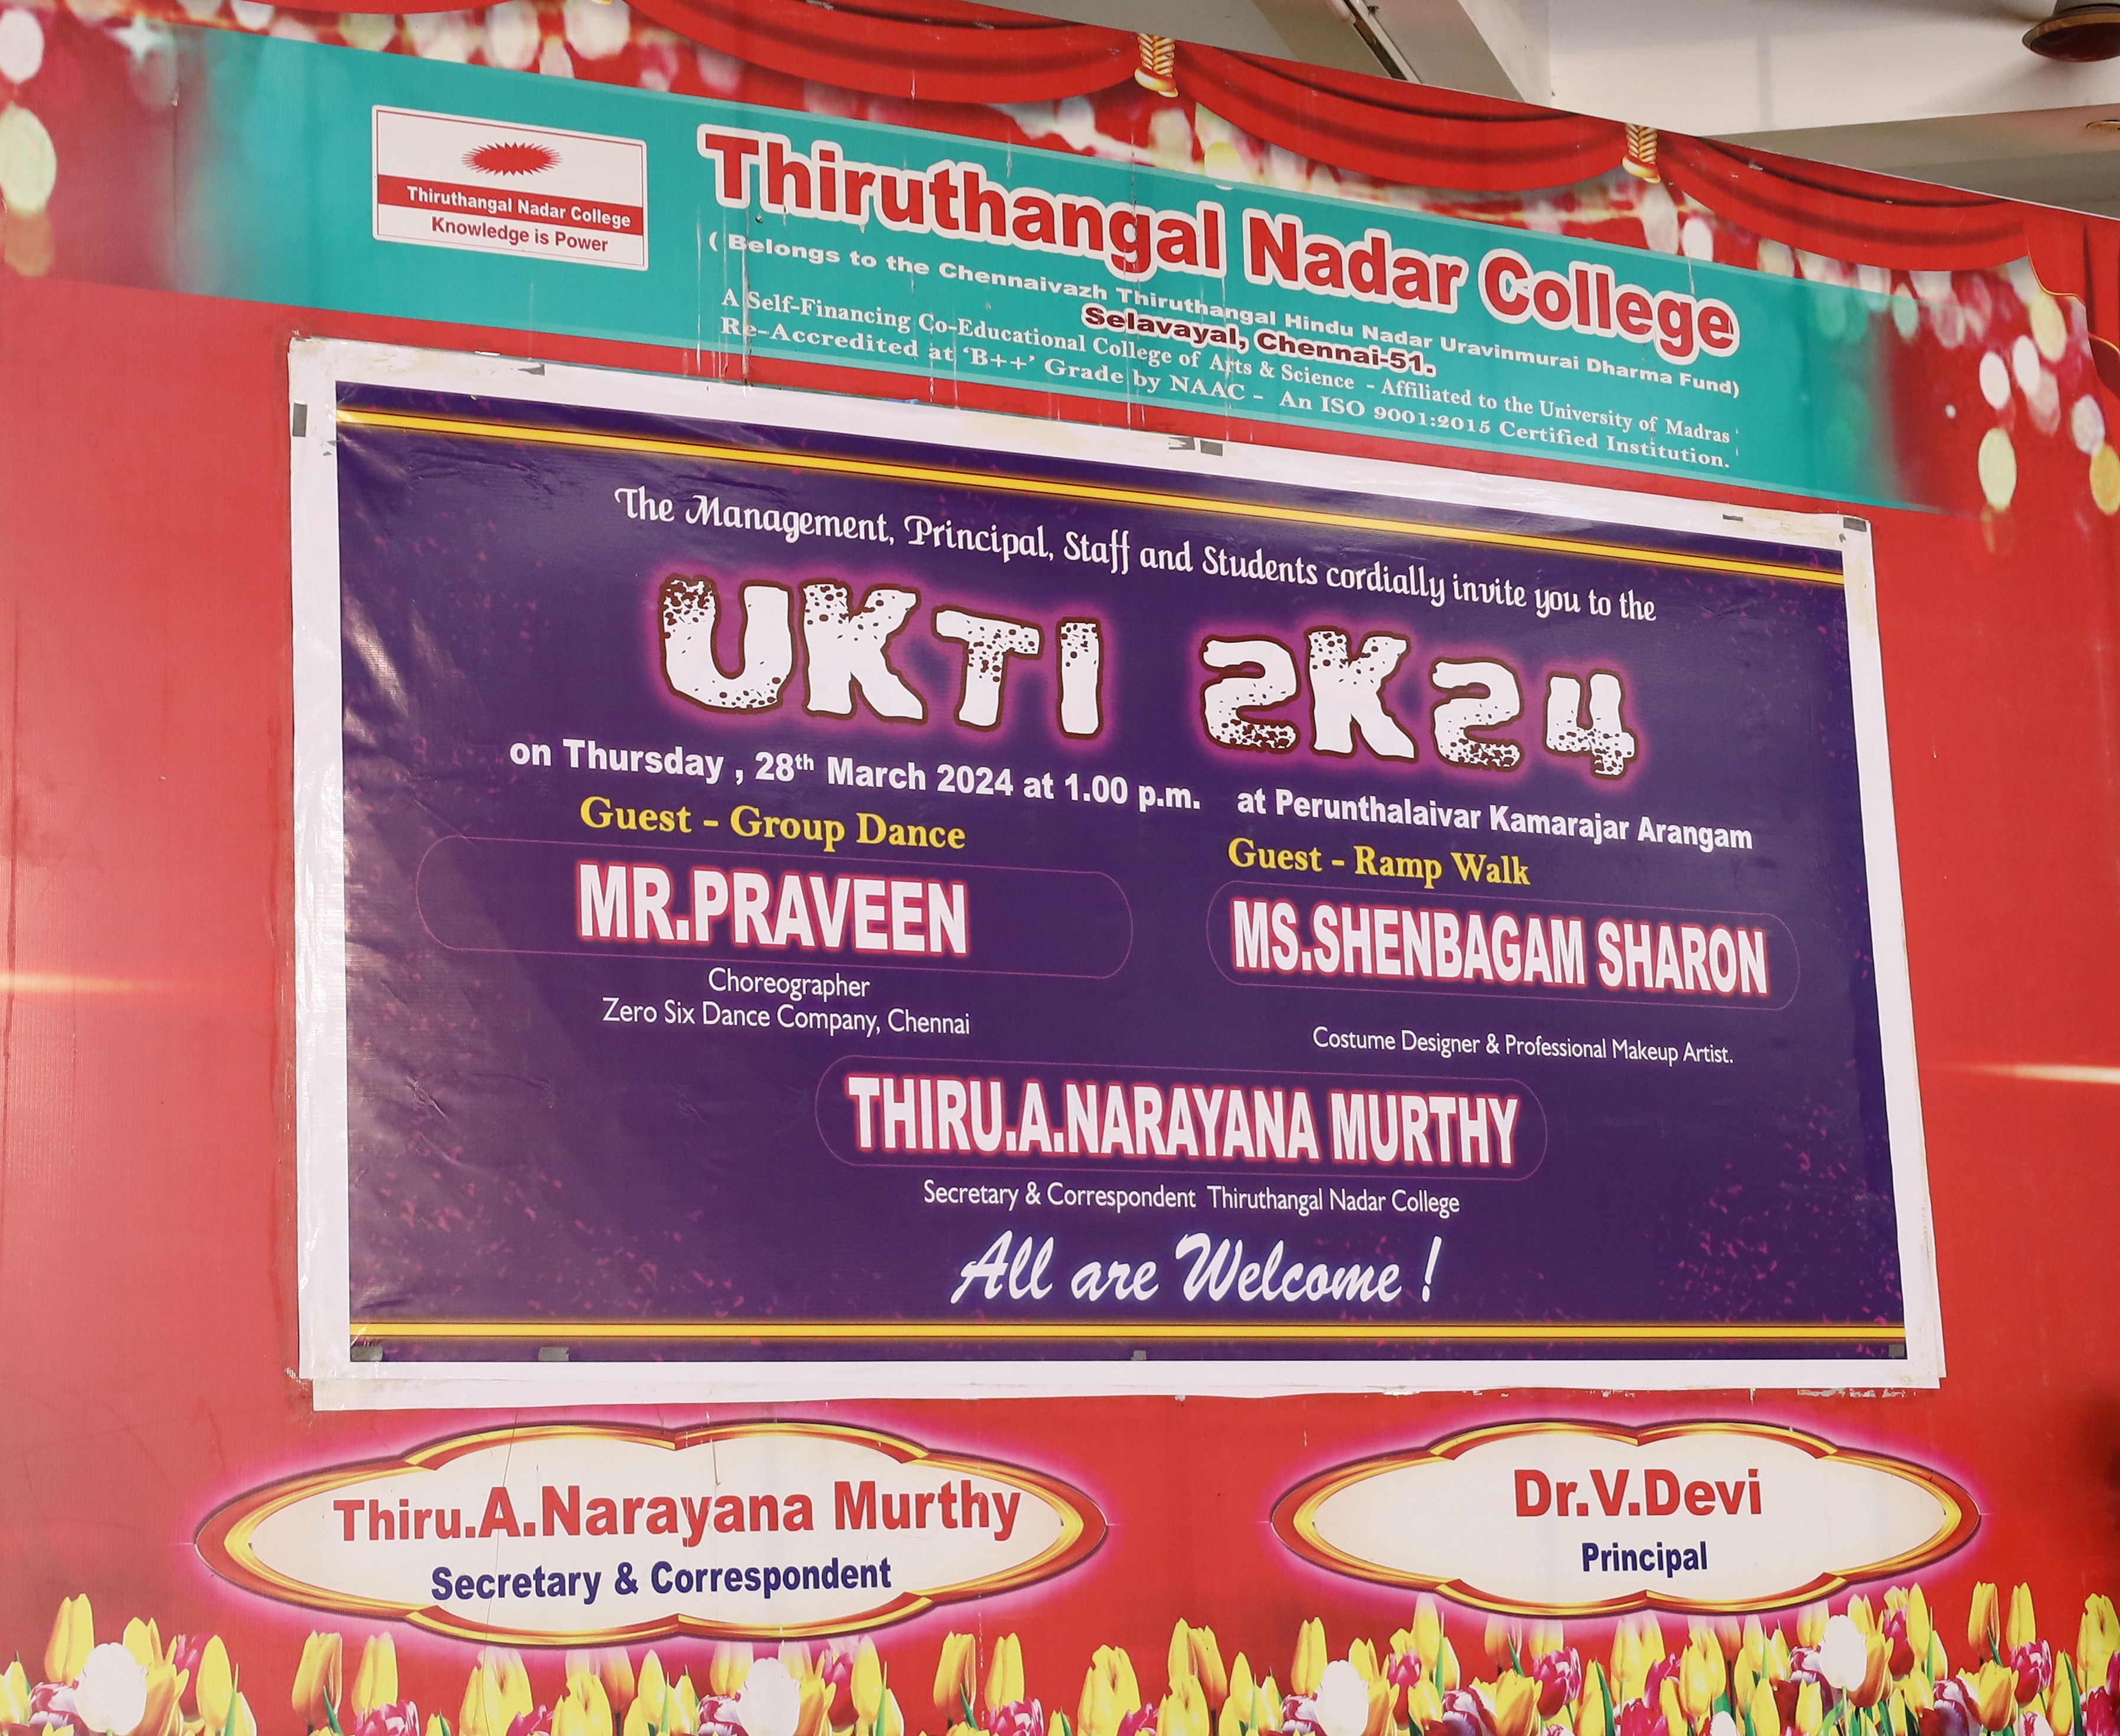 Thiruthangal Nadar College
Knowledge is Power
Thiruthangal Nadar College
( Belongs to the Chennaivazh Thiruthangal Hindu Nadar Uravinmurai Dharma Fund)
Selavayal, Chennai-51.
A Self-Financing Co-Educational College of Arts & Science - Affiliated to the University of Madras
Re-Accredited at ‘B++’ Grade by NAAC - An ISO 9001:2015 Certified Institution.
The Management, Principal, Staff and Students cordially invite you to the
UKTI 2K24
on Thursday , 28th March 2024 at 1.00 p.m. at Perunthalaivar Kamarajar Arangam
Guest - Group Dance
MR.PRAVEEN
Choreographer
Zero Six Dance Company, Chennai
Guest - Ramp Walk
MS.SHENBAGAM SHARON
Costume Designer & Professional Makeup Artist.
THIRU.A.NARAYANA MURTHY
Secretary & Correspondent Thiruthangal Nadar College
All are Welcome !
Thiru.A.Narayana Murthy
Secretary & Correspondent
Dr.V.Devi
Principal